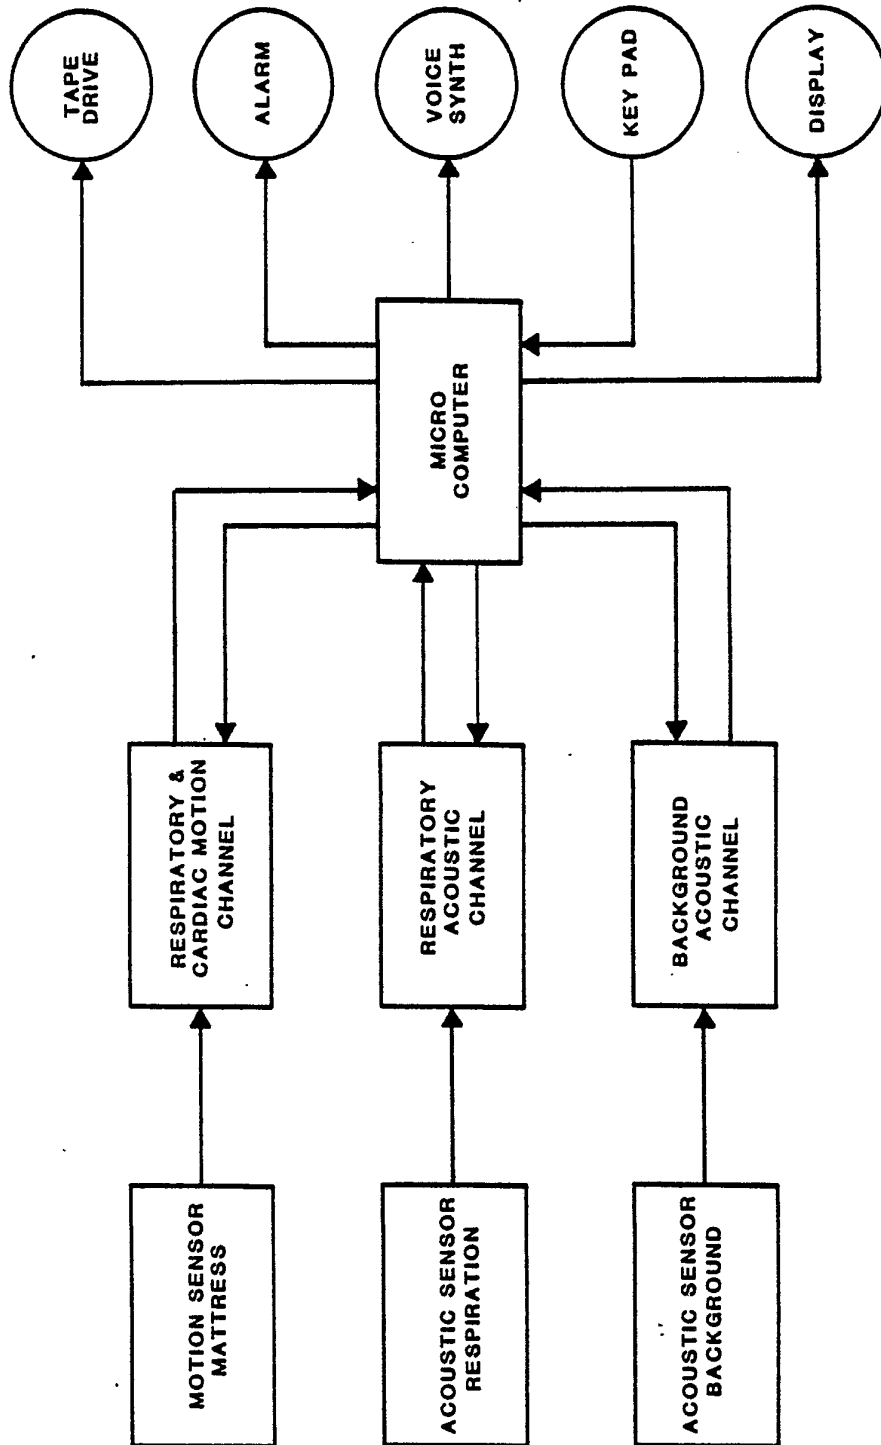 MOTION SENSOR
MATTRESS
RESPIRATORY &
CARDIAC MOTION
CHANNEL
TAPE
DRIVE
ALARM
ACOUSTIC SENSOR
RESPIRATION
RESPIRATORY
ACOUSTIC
CHANNEL
MICRO
COMPUTER
VOICE
SYNTH
KEY PAD
ACOUSTIC SENSOR
BACKGROUND
BACKGROUND
ACOUSTIC
CHANNEL
DISPLAY